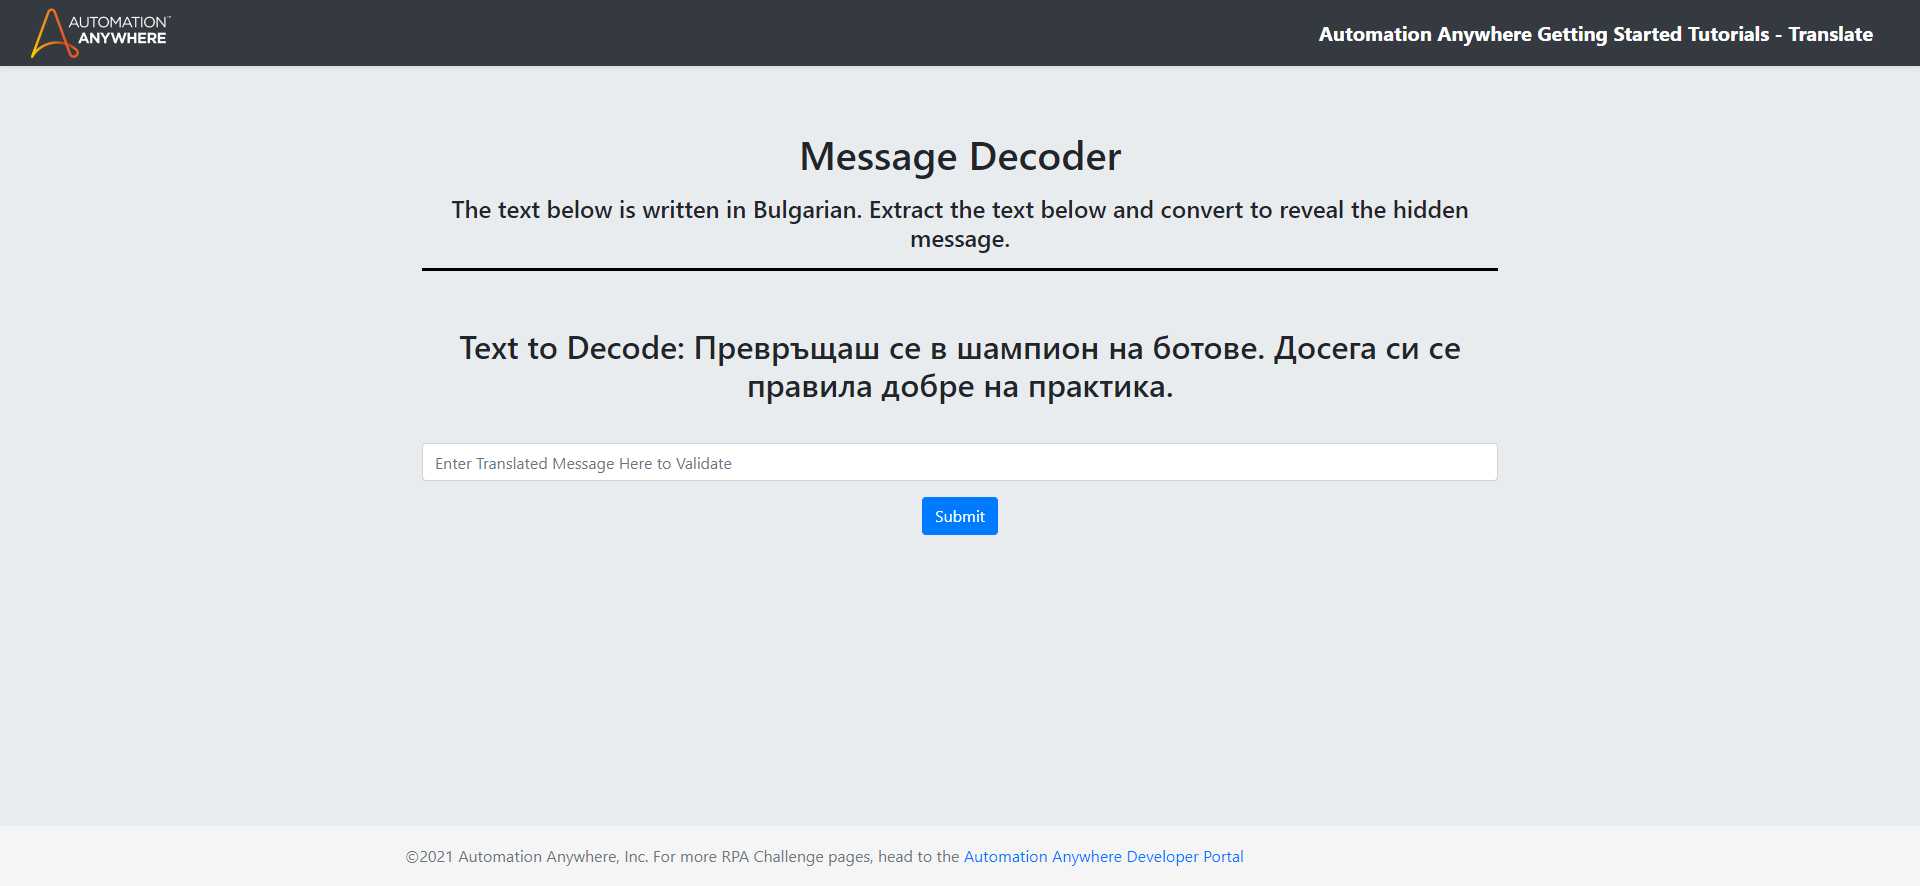 AUTOMATION™
ANYWHERE
Automation Anywhere Getting Started Tutorials - Translate
Message Decoder
The text below is written in Bulgarian. Extract the text below and convert to reveal the hidden
message.
Text to Decode: Превръщаш се в шампион на ботове. Досега си се
правила добре на практика.
Enter Translated Message Here to Validate
Submit
©2021 Automation Anywhere, Inc. For more RPA Challenge pages, head to the Automation Anywhere Developer Portal